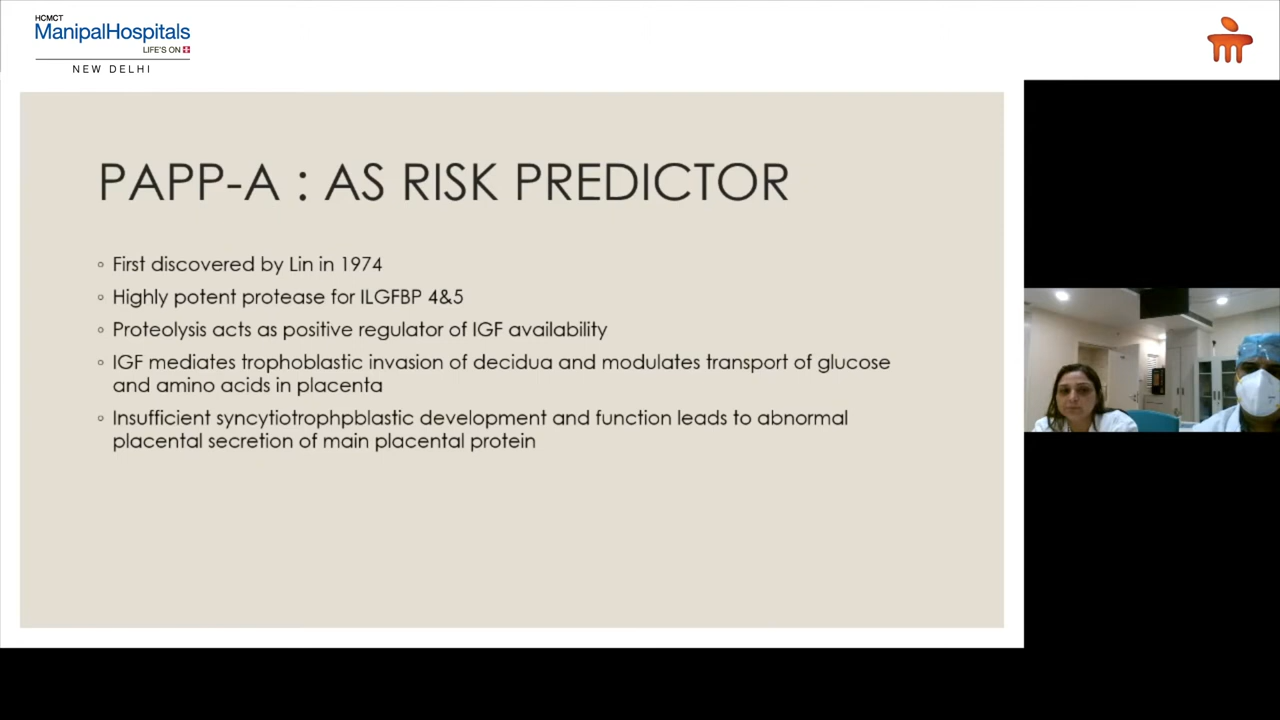 HCMCT
ManipalHospitals
LIFE'S ON
NEW DELHI
PAPP-A : AS RISK PREDICTOR
◦ First discovered by Lin in 1974
◦ Highly potent protease for ILGFBP 4&5
◦ Proteolysis acts as positive regulator of IGF availability
◦ IGF mediates trophoblastic invasion of decidua and modulates transport of glucose
and amino acids in placenta
◦ Insufficient syncytiotrophpblastic development and function leads to abnormal
placental secretion of main placental protein